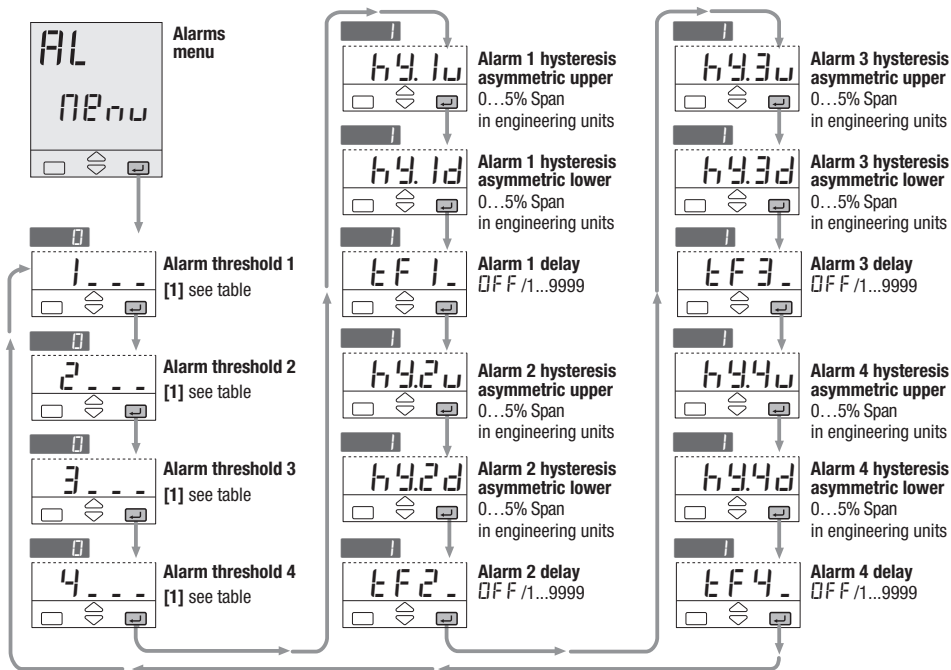 AL
MEnu
Alarms
menu
0
1_ _ _
Alarm threshold 1
[1] see table
0
2_ _ _
Alarm threshold 2
[1] see table
0
3_ _ _
Alarm threshold 3
[1] see table
0
4_ _ _
Alarm threshold 4
[1] see table
1
hy.1u
Alarm 1 hysteresis
asymmetric upper
0…5% Span
in engineering units
1
hy.1d
Alarm 1 hysteresis
asymmetric lower
0…5% Span
in engineering units
1
tF1_
Alarm 1 delay
OFF/1...9999
1
hy.2u
Alarm 2 hysteresis
asymmetric upper
0…5% Span
in engineering units
1
hy.2d
Alarm 2 hysteresis
asymmetric lower
0…5% Span
in engineering units
1
tF2_
Alarm 2 delay
OFF/1...9999
1
hy.3u
Alarm 3 hysteresis
asymmetric upper
0…5% Span
in engineering units
1
hy.3d
Alarm 3 hysteresis
asymmetric lower
0…5% Span
in engineering units
1
tF3_
Alarm 3 delay
OFF/1...9999
1
hy.4u
Alarm 4 hysteresis
asymmetric upper
0…5% Span
in engineering units
1
hy.4d
Alarm 4 hysteresis
asymmetric lower
0…5% Span
in engineering units
1
tF4_
Alarm 4 delay
OFF/1...9999